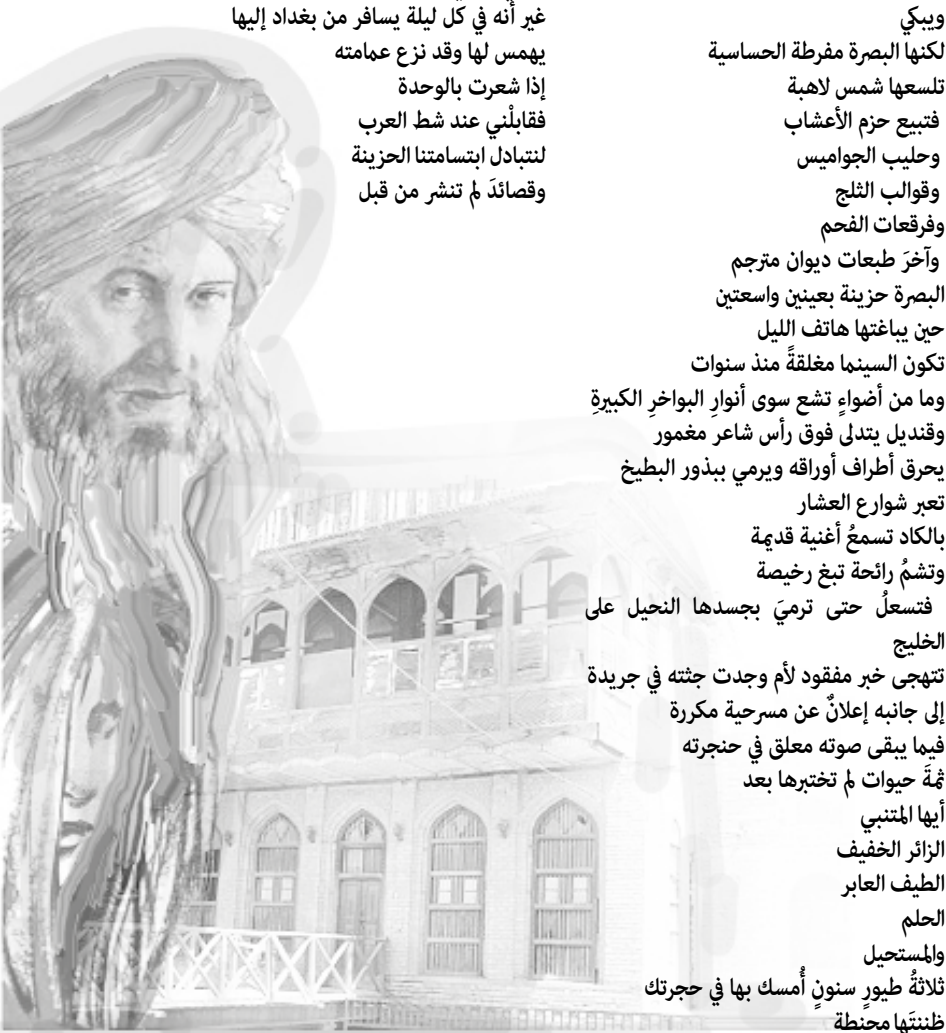 ويبكي
لكنها البصرة مفرطة الحساسية
تلسعها شمس لاهبة
فتبيع حزم الأعشاب
وحليب الجواميس
وقوالب الثلج
وفرقعات الفحم
وآخرَ طبعات ديوان مترجم
البصرة حزينة بعينين واسعتين
حين يباغتها هاتف الليل
تكون السينما مغلقةً منذ سنوات
وما من أضواءٍ تشع سوى أنوارِ البواخرِ الكبيرةِ
وقنديل يتدلى فوق رأس شاعر مغمور
يحرق أطراف أوراقه ويرمي ببذور البطيخ
تعبر شوارع العشار
بالكاد تسمعُ أغنية قديمة
وتشمُ رائحة تبغ رخيصة
فتسعلُ حتى ترميَ بجسدها النحيل على
الخليج
تتهجى خبر مفقود لأم وجدت جثته في جريدة
إلى جانبه إعلانٌ عن مسرحية مكررة
فيما يبقى صوته معلق في حنجرته
ثمةَ حيوات لم تختبرها بعد
أيها المتنبي
الزائر الخفيف
الطيف العابر
الحلم
والمستحيل
ثلاثةُ طيورٍ سنونٍ أُمسك بها في حجرتك
ظننتَها محنطة
غير أنه في كل ليلة يسافر من بغداد إليها
يهمس لها وقد نزع عمامته
إذا شعرت بالوحدة
فقابلْني عند شط العرب
لنتبادل ابتسامتنا الحزينة
وقصائدَ لم تنشر من قبل